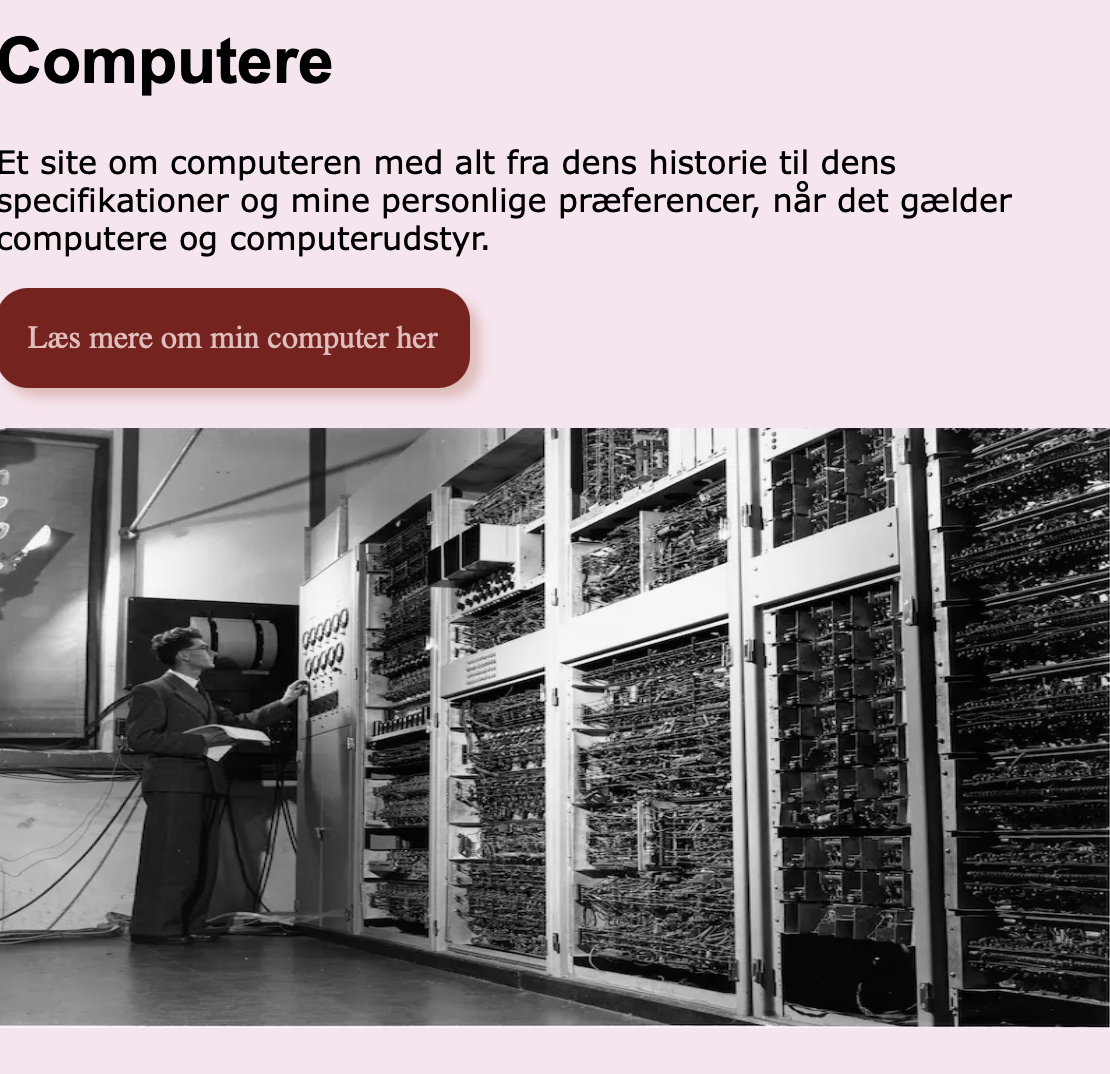 Computere
Et site om computeren med alt fra dens historie til dens
specifikationer og mine personlige præferencer, når det gælder
computere og computerudstyr.
Læs mere om min computer her